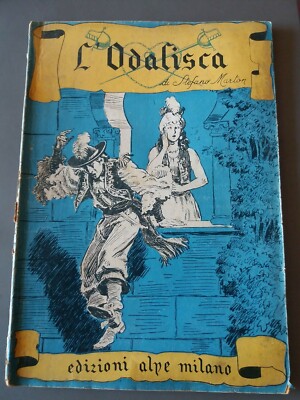 L'Odalisca
di Stefano Marlon
edizioni alpe milano